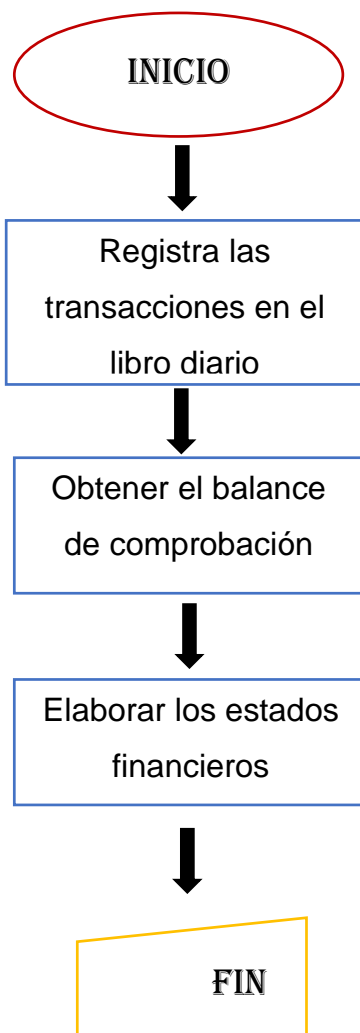 INICIO
Registra las
transacciones en el
libro diario
Obtener el balance
de comprobación
Elaborar los estados
financieros
FIN